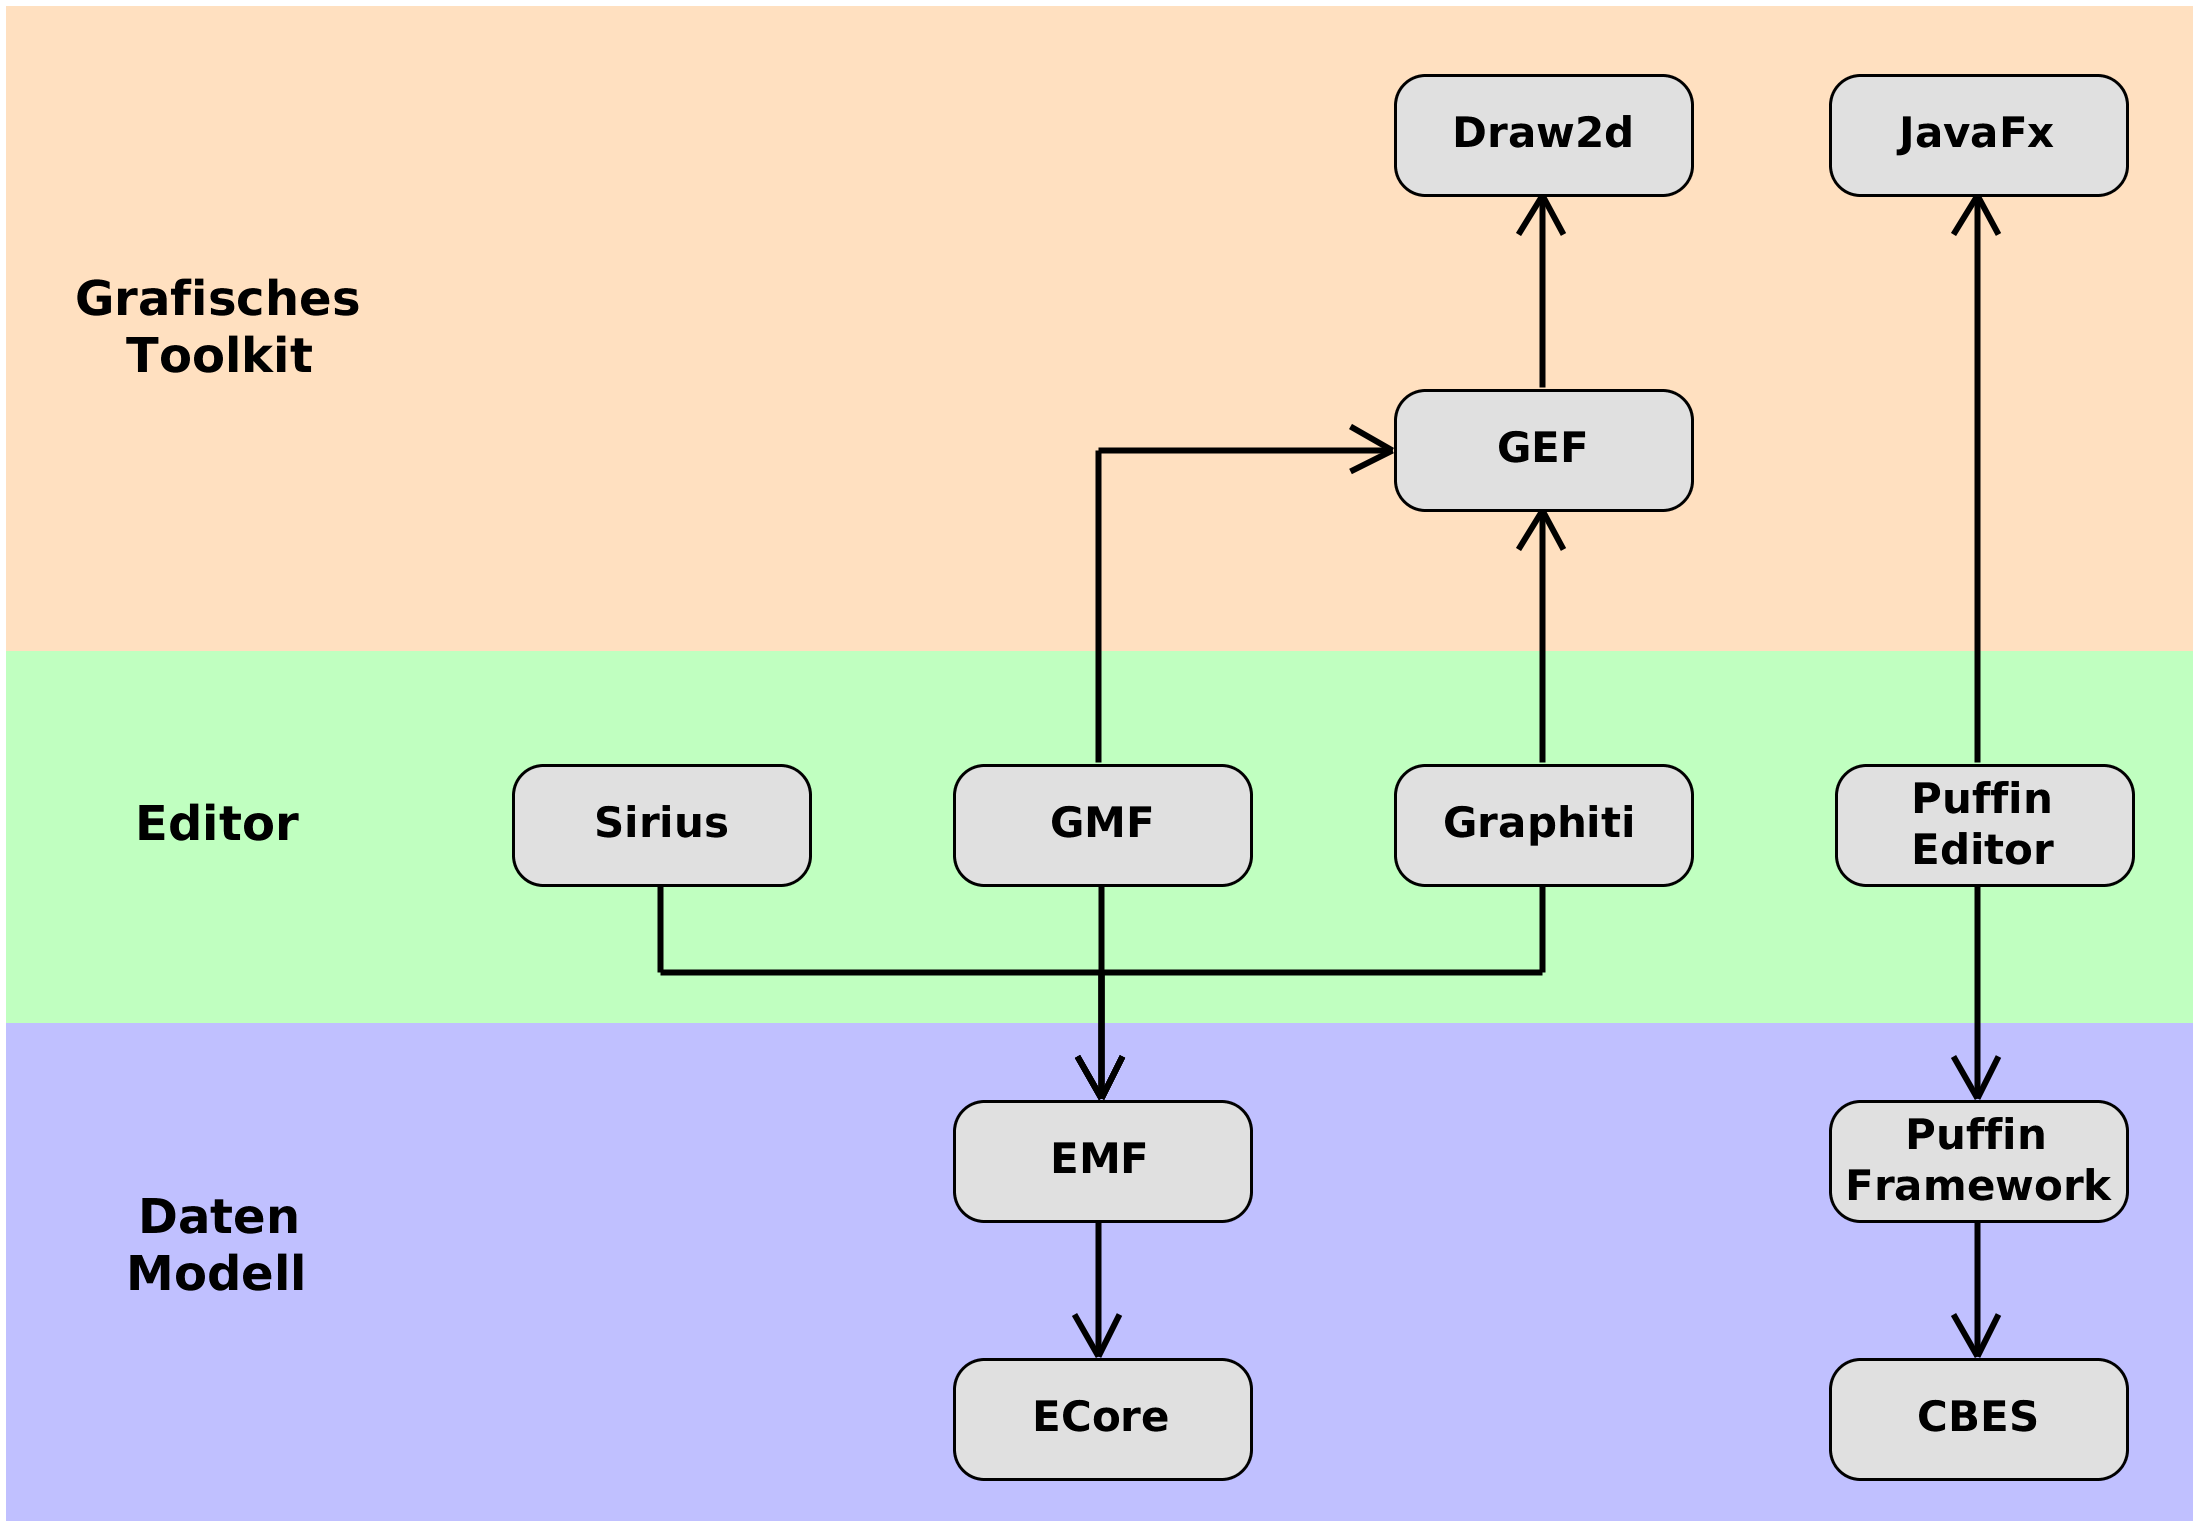 Draw2d
JavaFx
Grafisches
Toolkit
GEF
Editor
Sirius
GMF
Graphiti
Puffin
Editor
Daten
Modell
EMF
Puffin
Framework
ECore
CBES